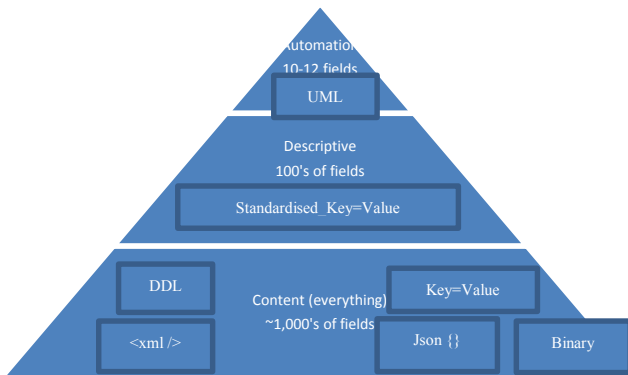 Automation
10-12 fields
UML
Descriptive
100's of fields
Standardised_Key=Value
DDL
Content (everything)
Key=Value
~1,000's of fields
<xml />
Json {}
Binary